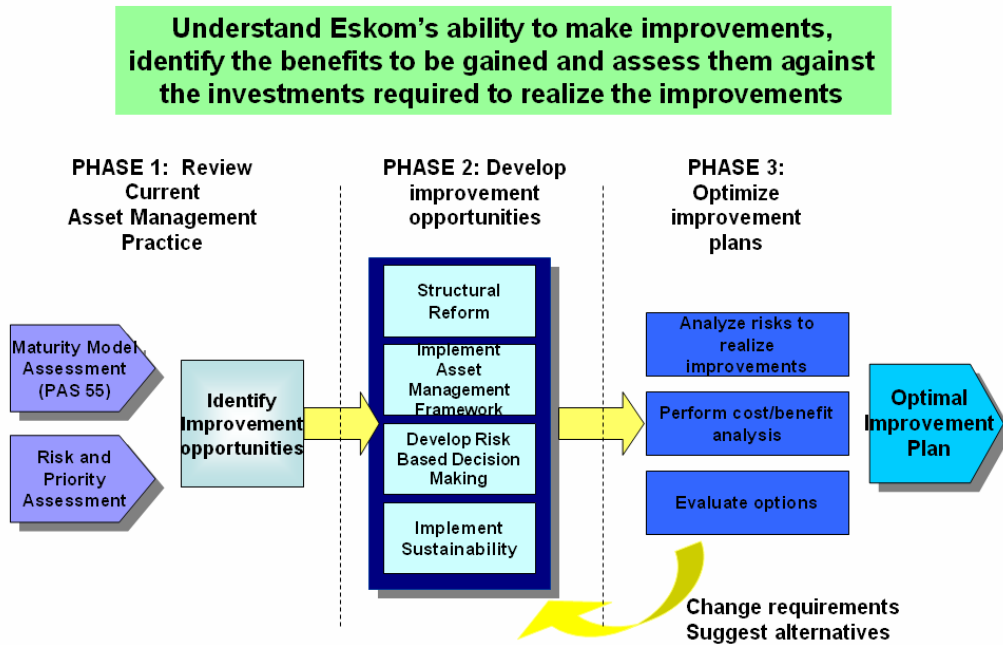 Understand Eskom's ability to make improvements,
identify the benefits to be gained and assess them against
the investments required to realize the improvements
PHASE 1: Review
Current
Asset Management
Practice
PHASE 2: Develop
improvement
opportunities
PHASE 3:
Optimize
improvement
plans
Maturity Model
Assessment
(PAS 55)
Risk and
Priority
Assessment
Identify
Improvement
opportunities
Structural
Reform
Implement
Asset
Management
Framework
Develop Risk
Based Decision
Making
Implement
Sustainability
Analyze risks to
realize
improvements
Perform cost/benefit
analysis
Evaluate options
Optimal
Improvement
Plan
Change requirements
Suggest alternatives